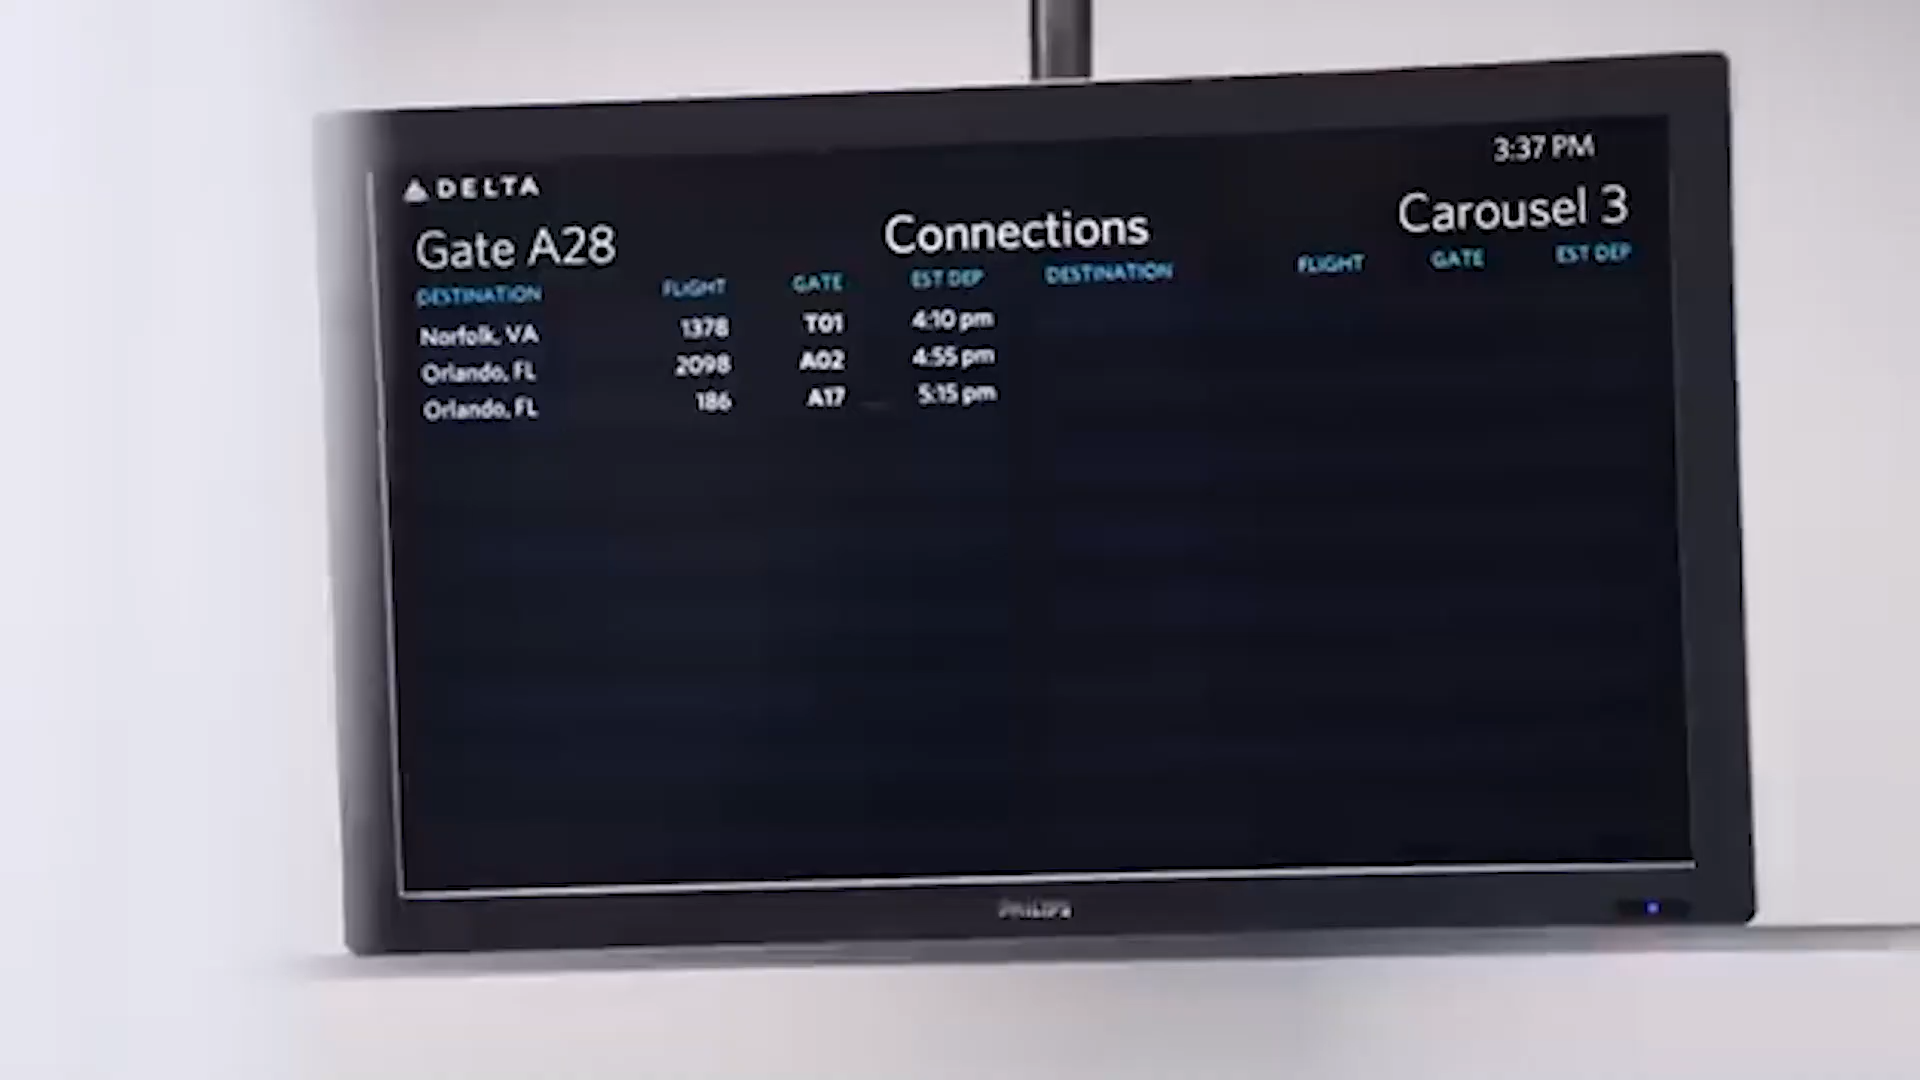 3:37 PM
DELTA
Gate A28 Connections Carousel 3
DESTINATION FLIGHT GATE EST DEP DESTINATION FLIGHT GATE EST DEP
Norfolk, VA 1378 T01 4:10 pm
Orlando, FL 2098 A02 4:55 pm
Orlando, FL 186 A17 5:15 pm
PHILIPS